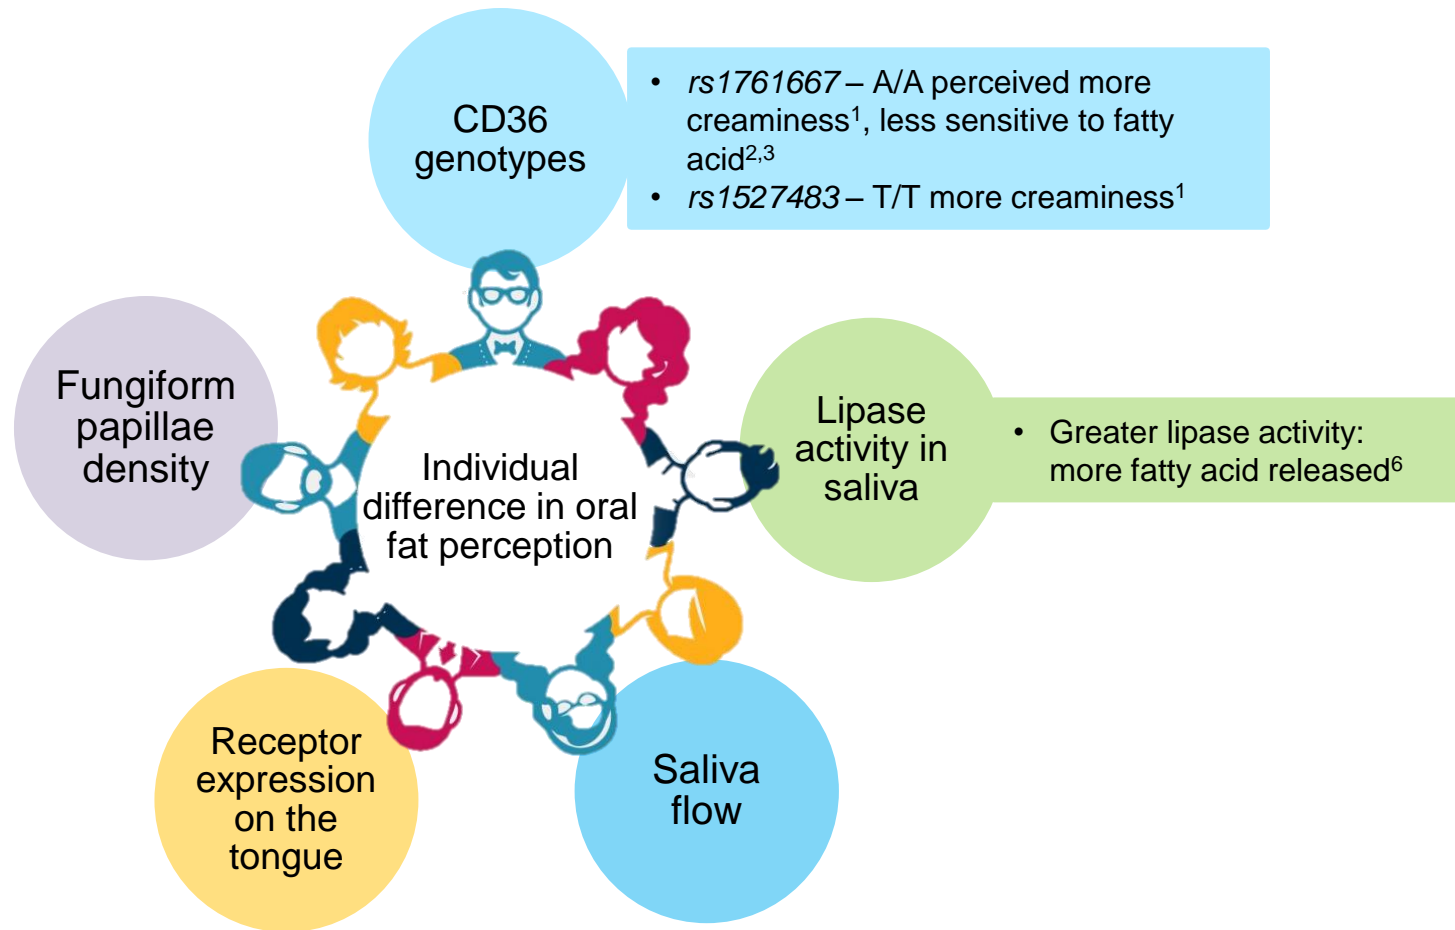 CD36
genotypes
• rs1761667 – A/A perceived more
creaminess¹, less sensitive to fatty
acid²,³
• rs1527483 – T/T more creaminess¹
Fungiform
papillae
density
Individual
difference in oral
fat perception
Lipase
activity in
saliva
• Greater lipase activity:
more fatty acid released⁶
Receptor
expression
on the
tongue
Saliva
flow